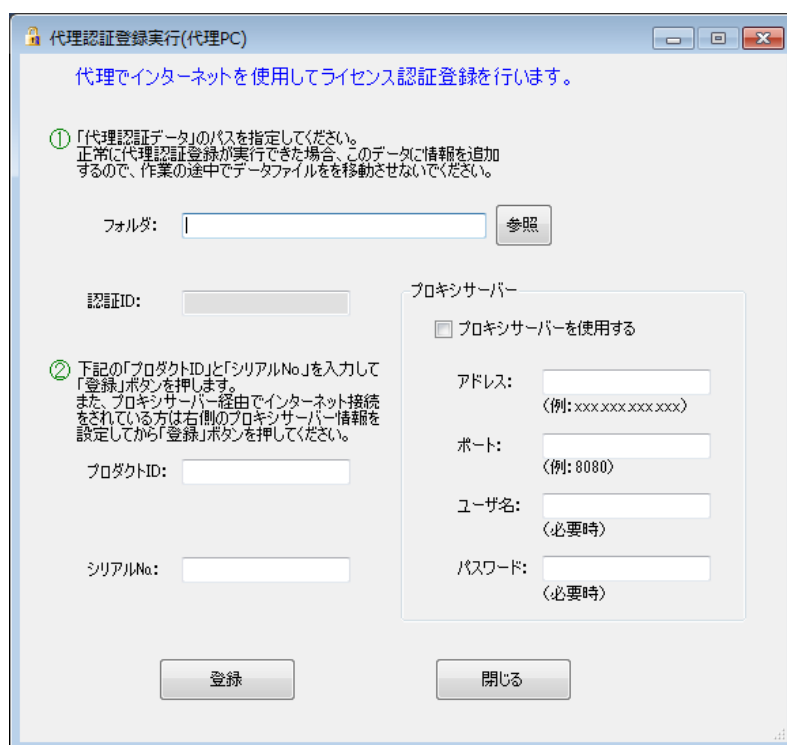 代理認証登録実行(代理PC)
代理でインターネットを使用してライセンス認証登録を行います。
① 「代理認証データ」のパスを指定してください。
正常に代理認証登録が実行できた場合、このデータに情報を追加
するので、作業の途中でデータファイルをを移動させないでください。
フォルダ:
参照
認証ID:
プロキシサーバー
プロキシサーバーを使用する
② 下記の「プロダクトID」と「シリアルNo.」を入力して
「登録」ボタンを押します。
また、プロキシサーバー経由でインターネット接続
をされている方は右側のプロキシサーバー情報を
設定してから「登録」ボタンを押してください。
プロダクトID:
シリアルNo.:
アドレス:
(例:xxx.xxx.xxx.xxx)
ポート:
(例:8080)
ユーザ名:
(必要時)
パスワード:
(必要時)
登録
閉じる